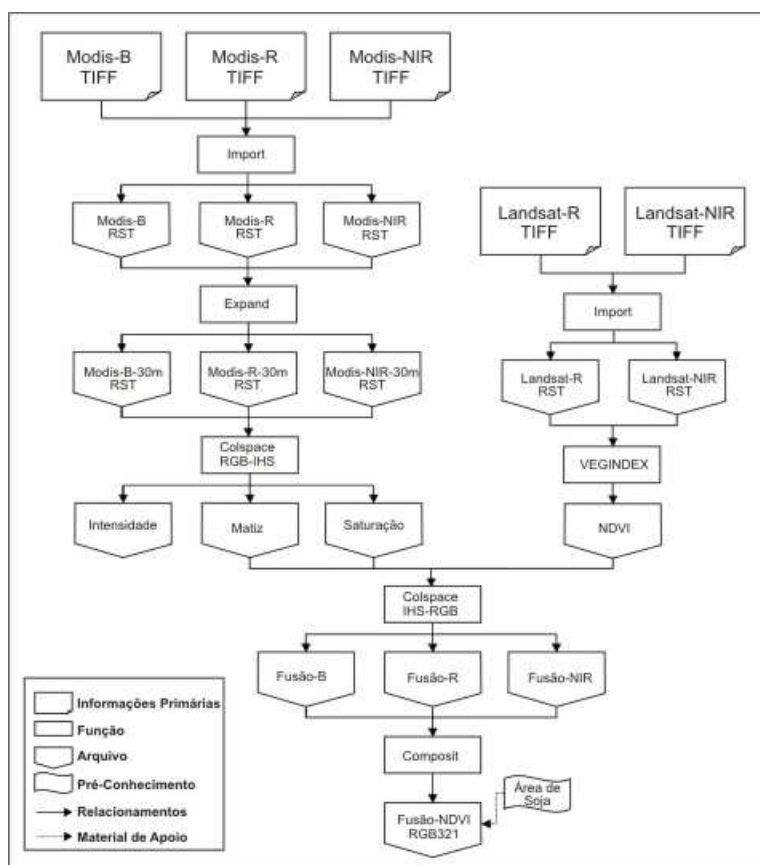 Modis-B
TIFF
Modis-R
TIFF
Modis-NIR
TIFF
Import
Modis-B
RST
Modis-R
RST
Modis-NIR
RST
Landsat-R
TIFF
Landsat-NIR
TIFF
Expand
Import
Modis-B-30m
RST
Modis-R-30m
RST
Modis-NIR-30m
RST
Landsat-R
RST
Landsat-NIR
RST
Colspace
RGB-IHS
VEGINDEX
Intensidade
Matiz
Saturação
NDVI
Colspace
IHS-RGB
Fusão-B
Fusão-R
Fusão-NIR
Composit
Fusão-NDVI
RGB321
Área de
Soja
Informações Primárias
Função
Arquivo
Pré-Conhecimento
Relacionamentos
Material de Apoio